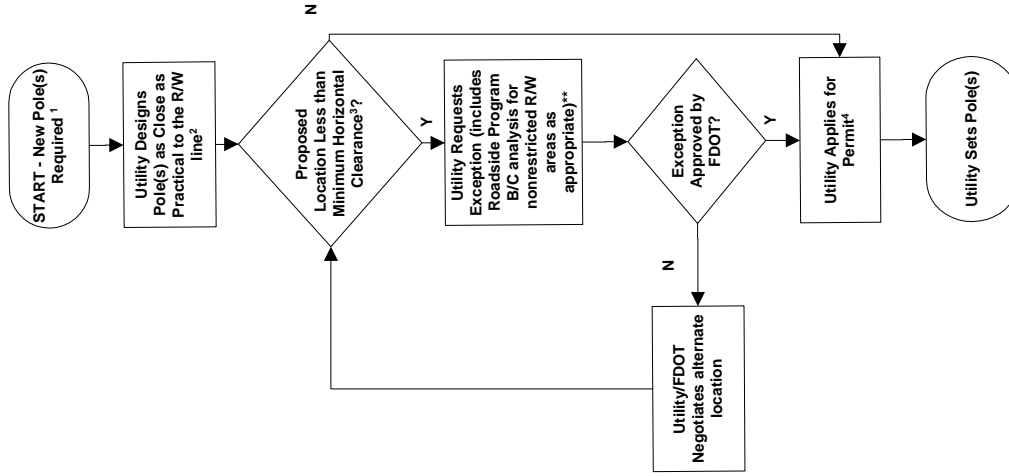 START - New Pole(s)
Required ¹
Utility Designs
Pole(s) as Close as
Practical to the R/W
line²
Proposed
Location Less than
Minimum Horizontal
Clearance³?
N
Y
Utility Requests
Exception (includes
Roadside Program
B/C analysis for
nonrestricted R/W
areas as
appropriate)**
Exception
Approved by
FDOT?
N
Y
Utility/FDOT
Negotiates alternate
location
Utility Applies for
Permit⁴
Utility Sets Pole(s)